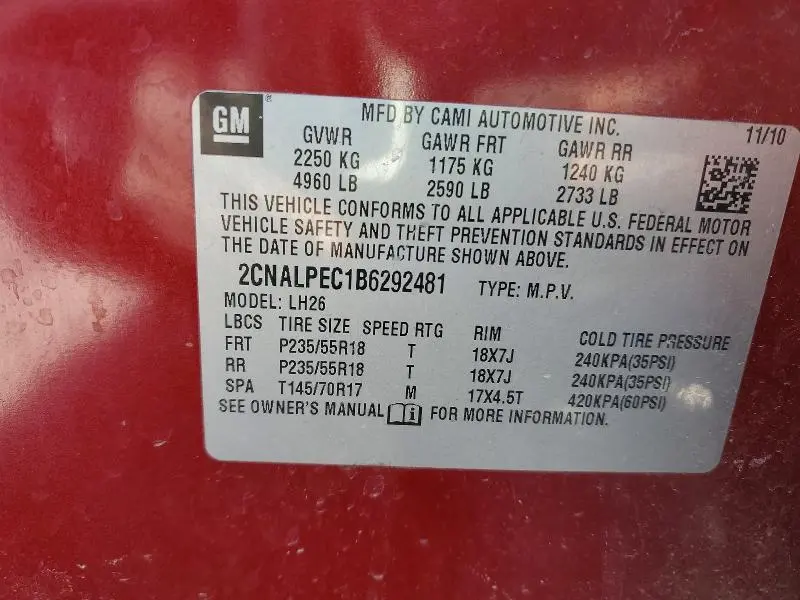 GM
MFD BY CAMI AUTOMOTIVE INC. 11/10
GVWR GAWR FRT GAWR RR
2250 KG 1175 KG 1240 KG
4960 LB 2590 LB 2733 LB
THIS VEHICLE CONFORMS TO ALL APPLICABLE U.S. FEDERAL MOTOR
VEHICLE SAFETY AND THEFT PREVENTION STANDARDS IN EFFECT ON
THE DATE OF MANUFACTURE SHOWN ABOVE.
2CNALPEC1B6292481 TYPE: M.P.V.
MODEL: LH26
LBCS TIRE SIZE SPEED RTG RIM COLD TIRE PRESSURE
FRT P235/55R18 T 18X7J 240KPA(35PSI)
RR P235/55R18 T 18X7J 240KPA(35PSI)
SPA T145/70R17 M 17X4.5T 420KPA(60PSI)
SEE OWNER'S MANUAL i FOR MORE INFORMATION.